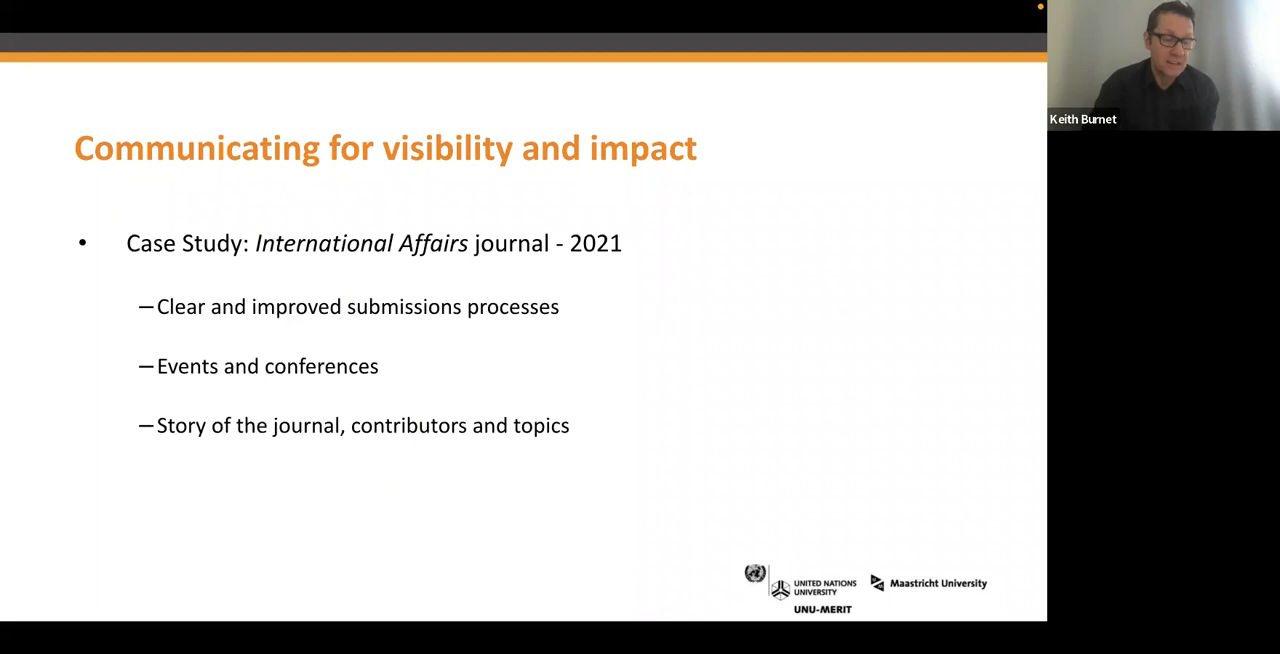 Communicating for visibility and impact
• Case Study: International Affairs journal - 2021
– Clear and improved submissions processes
– Events and conferences
– Story of the journal, contributors and topics
UNITED NATIONS
UNIVERSITY
UNU-MERIT
Maastricht University
Keith Burnet